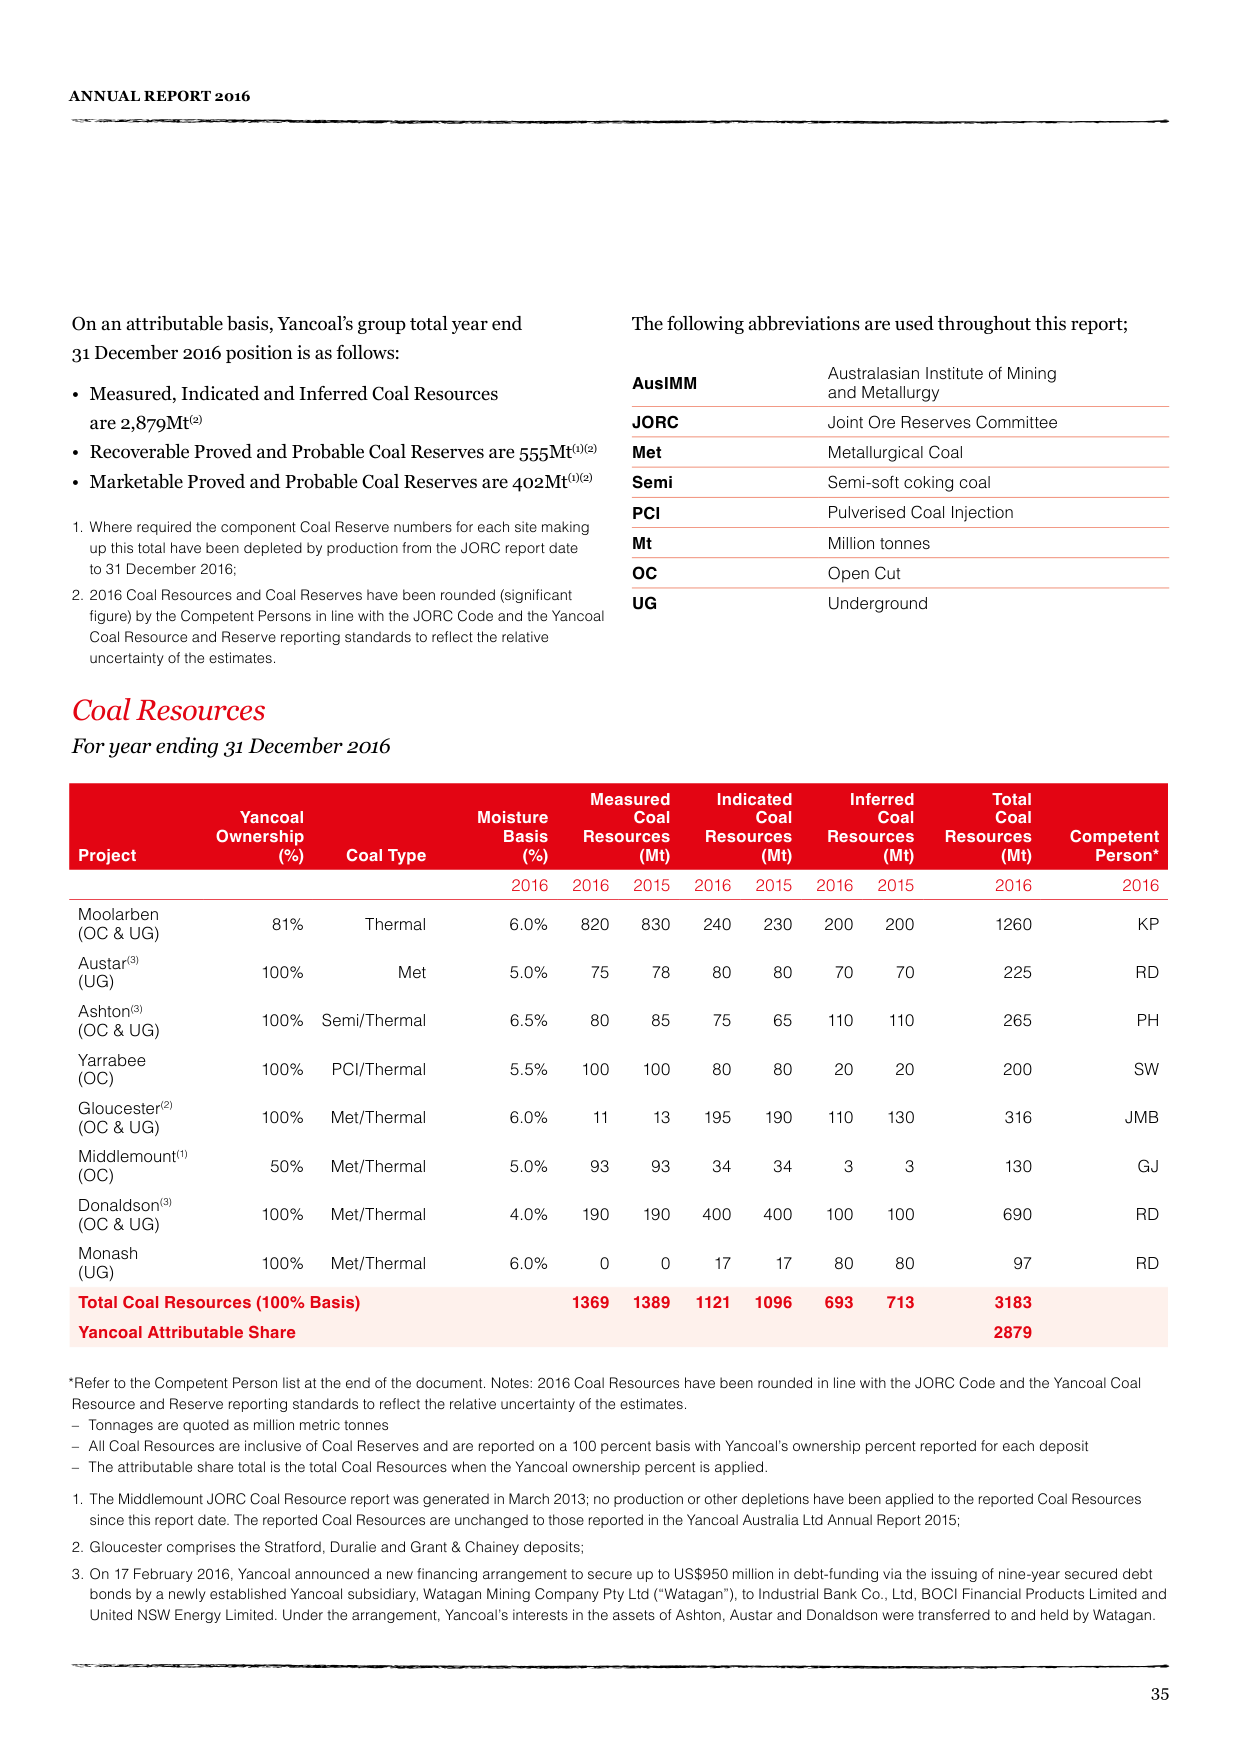 ANNUAL REPORT 2016
On an attributable basis, Yancoal's group total year end
31 December 2016 position is as follows:
• Measured, Indicated and Inferred Coal Resources
are 2,879Mt(2)
• Recoverable Proved and Probable Coal Reserves are 555Mt(1)(2)
• Marketable Proved and Probable Coal Reserves are 402Mt(1)(2)
1. Where required the component Coal Reserve numbers for each site making
up this total have been depleted by production from the JORC report date
to 31 December 2016;
2. 2016 Coal Resources and Coal Reserves have been rounded (significant
figure) by the Competent Persons in line with the JORC Code and the Yancoal
Coal Resource and Reserve reporting standards to reflect the relative
uncertainty of the estimates.
The following abbreviations are used throughout this report;
AusIMM Australasian Institute of Mining
and Metallurgy
JORC Joint Ore Reserves Committee
Met Metallurgical Coal
Semi Semi-soft coking coal
PCI Pulverised Coal Injection
Mt Million tonnes
OC Open Cut
UG Underground
Coal Resources
For year ending 31 December 2016
Project Yancoal Ownership (%) Coal Type Moisture Basis (%) Measured Coal Resources (Mt) Indicated Coal Resources (Mt) Inferred Coal Resources (Mt) Total Coal Resources (Mt) Competent Person*
2016 2016 2015 2016 2015 2016 2015 2016 2016
Moolarben (OC & UG) 81% Thermal 6.0% 820 830 240 230 200 200 1260 KP
Austar(3) (UG) 100% Met 5.0% 75 78 80 80 70 70 225 RD
Ashton(3) (OC & UG) 100% Semi/Thermal 6.5% 80 85 75 65 110 110 265 PH
Yarrabee (OC) 100% PCI/Thermal 5.5% 100 100 80 80 20 20 200 SW
Gloucester(2) (OC & UG) 100% Met/Thermal 6.0% 11 13 195 190 110 130 316 JMB
Middlemount(1) (OC) 50% Met/Thermal 5.0% 93 93 34 34 3 3 130 GJ
Donaldson(3) (OC & UG) 100% Met/Thermal 4.0% 190 190 400 400 100 100 690 RD
Monash (UG) 100% Met/Thermal 6.0% 0 0 17 17 80 80 97 RD
Total Coal Resources (100% Basis) 1369 1389 1121 1096 693 713 3183
Yancoal Attributable Share 2879
*Refer to the Competent Person list at the end of the document. Notes: 2016 Coal Resources have been rounded in line with the JORC Code and the Yancoal Coal
Resource and Reserve reporting standards to reflect the relative uncertainty of the estimates.
– Tonnages are quoted as million metric tonnes
– All Coal Resources are inclusive of Coal Reserves and are reported on a 100 percent basis with Yancoal's ownership percent reported for each deposit
– The attributable share total is the total Coal Resources when the Yancoal ownership percent is applied.
1. The Middlemount JORC Coal Resource report was generated in March 2013; no production or other depletions have been applied to the reported Coal Resources
since this report date. The reported Coal Resources are unchanged to those reported in the Yancoal Australia Ltd Annual Report 2015;
2. Gloucester comprises the Stratford, Duralie and Grant & Chainey deposits;
3. On 17 February 2016, Yancoal announced a new financing arrangement to secure up to US$950 million in debt-funding via the issuing of nine-year secured debt
bonds by a newly established Yancoal subsidiary, Watagan Mining Company Pty Ltd ("Watagan"), to Industrial Bank Co., Ltd, BOCI Financial Products Limited and
United NSW Energy Limited. Under the arrangement, Yancoal's interests in the assets of Ashton, Austar and Donaldson were transferred to and held by Watagan.
35